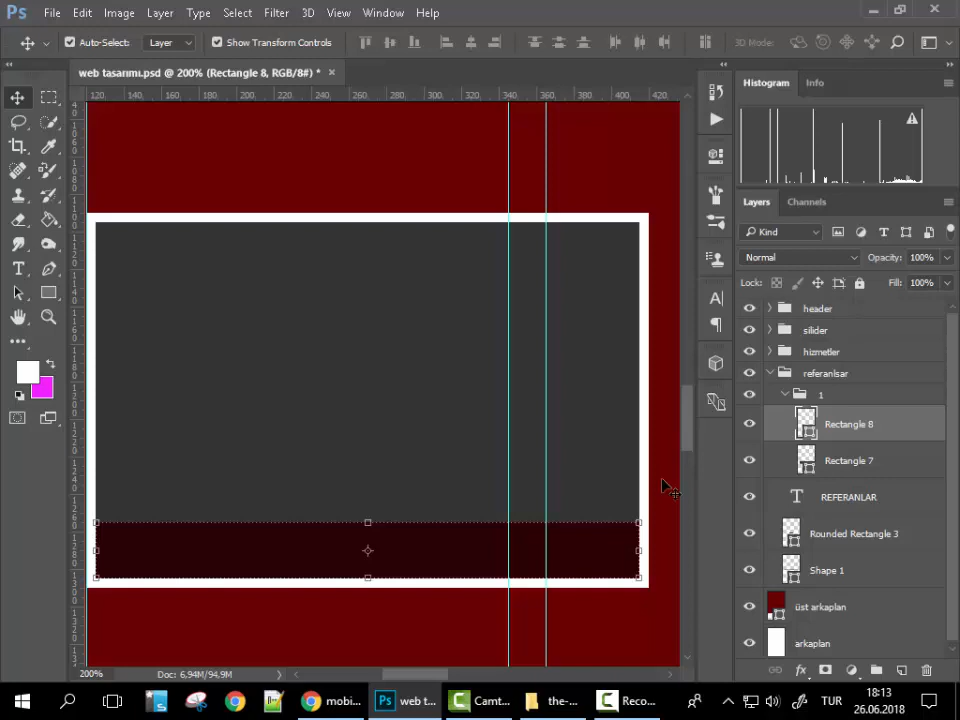 Ps File Edit Image Layer Type Select Filter 3D View Window Help
Auto-Select: Layer Show Transform Controls 3D Mode:
web tasarımı.psd @ 200% (Rectangle 8, RGB/8#) * ×
120. 140. 160. 180. 200. 220. 240. 260. 280. 300. 320. 340. 360. 380. 400. 420.
Histogram Info
Layers Channels
Kind
Normal Opacity: 100%
Lock: Fill: 100%
header
silider
hizmetler
referanlsar
1
Rectangle 8
Rectangle 7
T REFERANLAR
Rounded Rectangle 3
Shape 1
üst arkaplan
arkaplan
200% Doc: 6,94M/94,9M
mobi... Ps web t... Camt... the-... Reco... TUR 18:13
26.06.2018